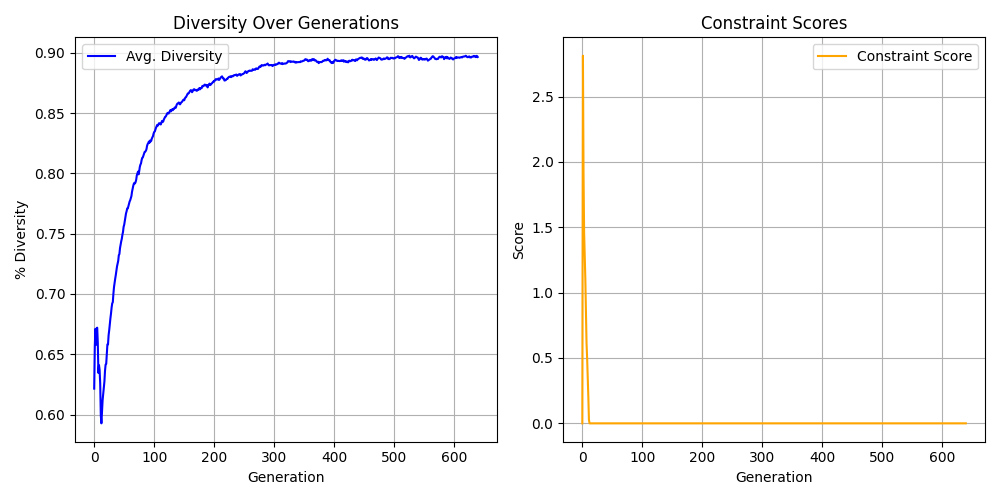 Diversity Over Generations
Avg. Diversity
% Diversity
0.90
0.85
0.80
0.75
0.70
0.65
0.60
0 100 200 300 400 500 600
Generation
Constraint Scores
Constraint Score
Score
2.5
2.0
1.5
1.0
0.5
0.0
0 100 200 300 400 500 600
Generation